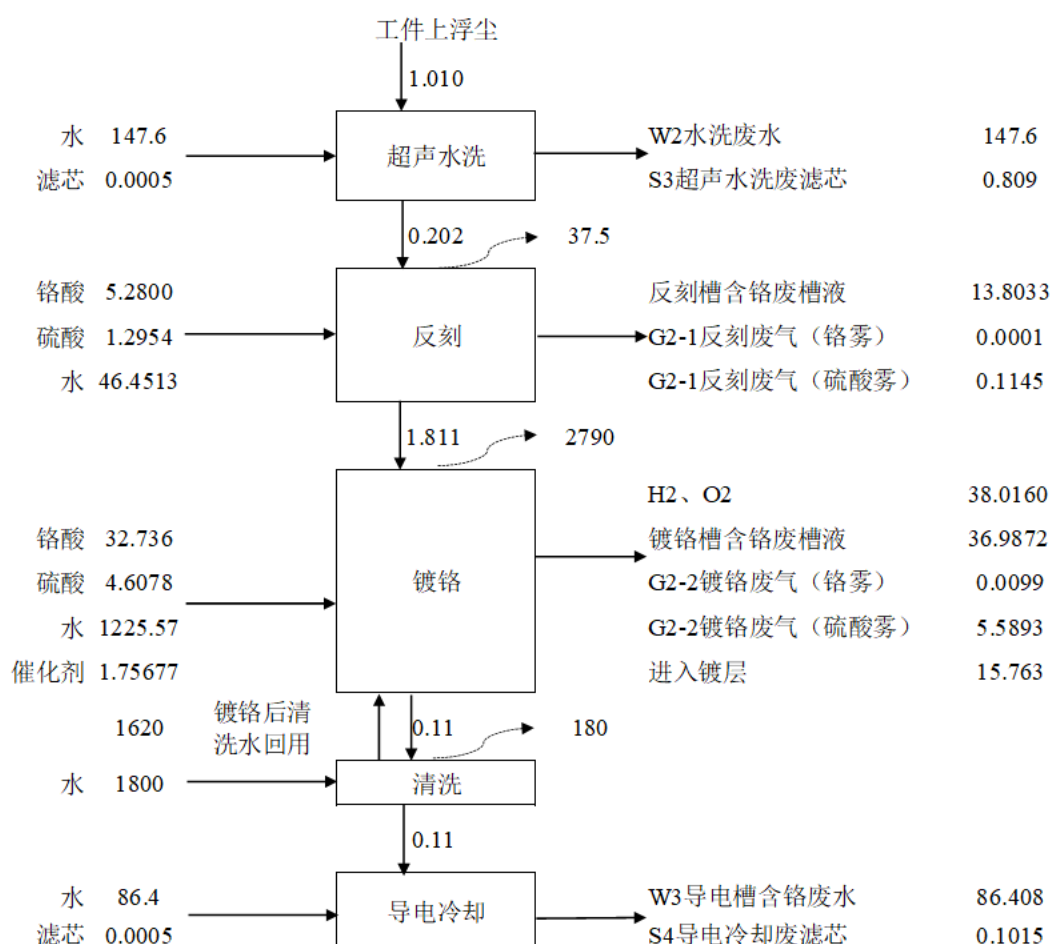 工件上浮尘
1.010
水 147.6
滤芯 0.0005
超声水洗
W2水洗废水 147.6
S3超声水洗废滤芯 0.809
0.202
37.5
铬酸 5.2800
硫酸 1.2954
水 46.4513
反刻
反刻槽含铬废槽液 13.8033
G2-1反刻废气（铬雾） 0.0001
G2-1反刻废气（硫酸雾） 0.1145
1.811
2790
铬酸 32.736
硫酸 4.6078
水 1225.57
催化剂 1.75677
镀铬
H2、O2 38.0160
镀铬槽含铬废槽液 36.9872
G2-2镀铬废气（铬雾） 0.0099
G2-2镀铬废气（硫酸雾） 5.5893
进入镀层 15.763
1620
镀铬后清
洗水回用
0.11
180
水 1800
清洗
0.11
水 86.4
滤芯 0.0005
导电冷却
W3导电槽含铬废水 86.408
S4导电冷却废滤芯 0.1015